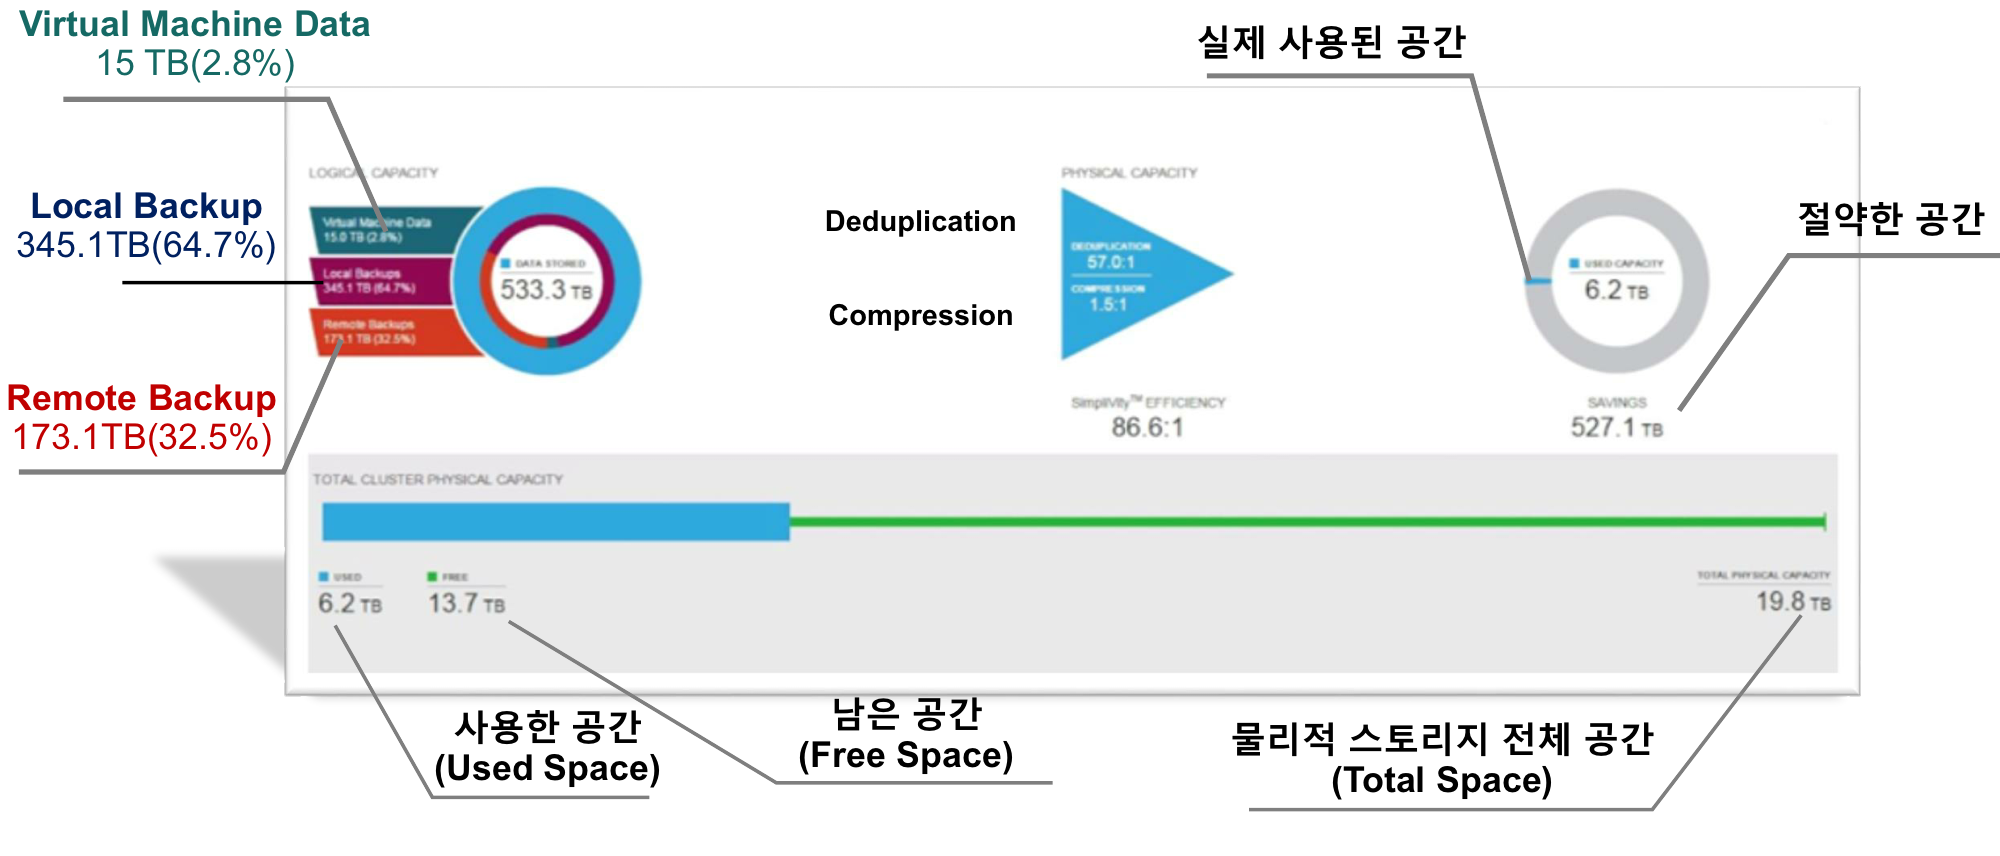 Virtual Machine Data
15 TB(2.8%)
실제 사용된 공간
LOGICAL CAPACITY
PHYSICAL CAPACITY
Virtual Machine Data
15.0 TB (2.8%)
Local Backup
345.1TB(64.7%)
Local Backups
345.1 TB (64.7%)
Remote Backups
173.1 TB (32.5%)
DATA STORED
533.3 TB
Deduplication
Compression
DEDUPLICATION
57.0:1
COMPRESSION
1.5:1
USED CAPACITY
6.2 TB
절약한 공간
Remote Backup
173.1TB(32.5%)
SimpliVity™ EFFICIENCY
86.6:1
SAVINGS
527.1 TB
TOTAL CLUSTER PHYSICAL CAPACITY
USED
6.2 TB
FREE
13.7 TB
TOTAL PHYSICAL CAPACITY
19.8 TB
사용한 공간
(Used Space)
남은 공간
(Free Space)
물리적 스토리지 전체 공간
(Total Space)